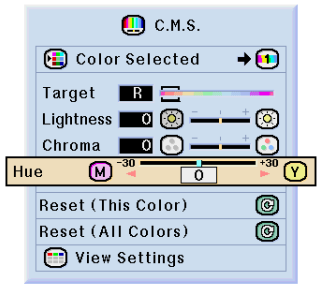 C.M.S.
Color Selected 1
Target R
Lightness 0 - +
Chroma 0 - +
Hue M -30 0 +30 Y
Reset (This Color)
Reset (All Colors)
View Settings